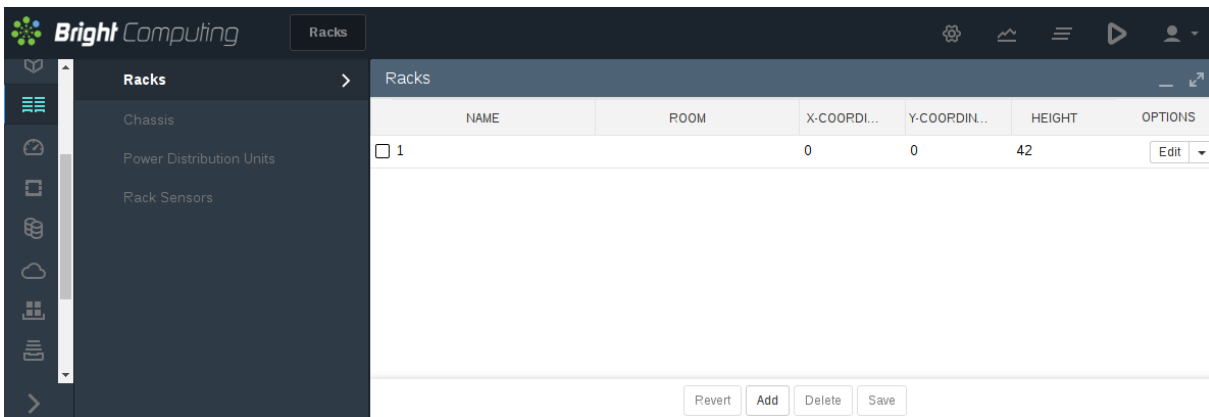 Bright Computing
Racks
Racks
Chassis
Power Distribution Units
Rack Sensors
Racks
NAME ROOM X-COORDI... Y-COORDIN... HEIGHT OPTIONS
1 0 0 42 Edit
Revert Add Delete Save